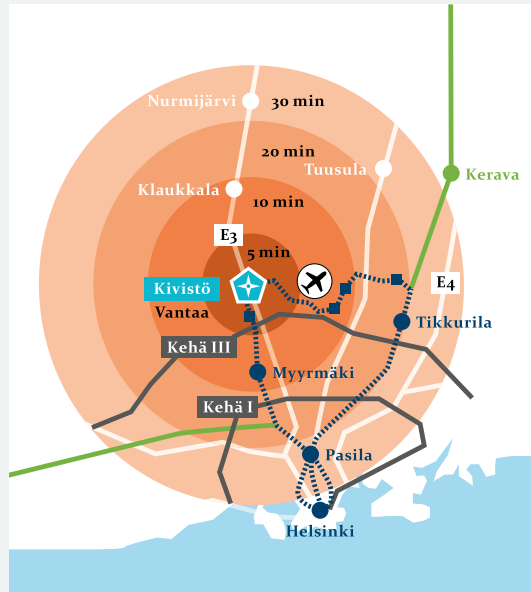 Nurmijärvi
30 min
20 min
Tuusula
Kerava
Klaukkala
10 min
E3
5 min
Kivistö
Vantaa
E4
Tikkurila
Kehä III
Myyrmäki
Kehä I
Pasila
Helsinki